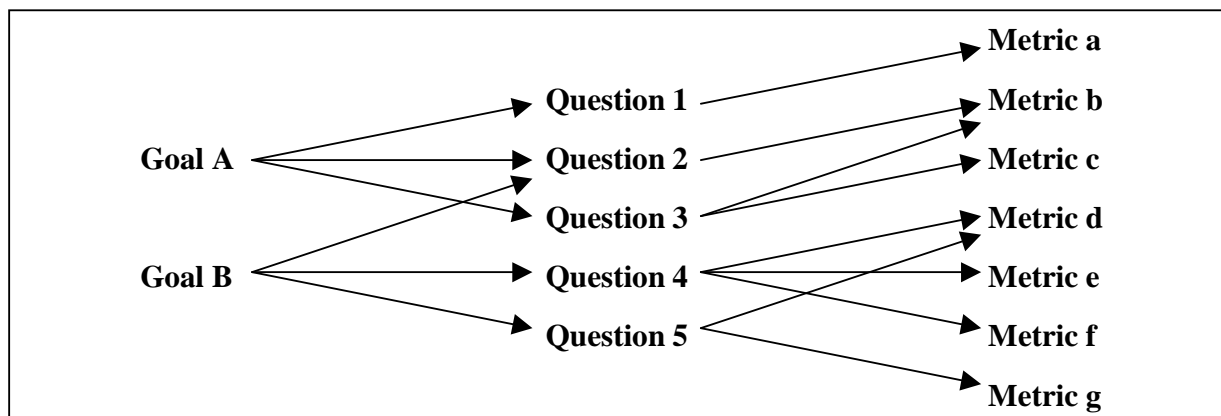 Goal A
Goal B
Question 1
Question 2
Question 3
Question 4
Question 5
Metric a
Metric b
Metric c
Metric d
Metric e
Metric f
Metric g